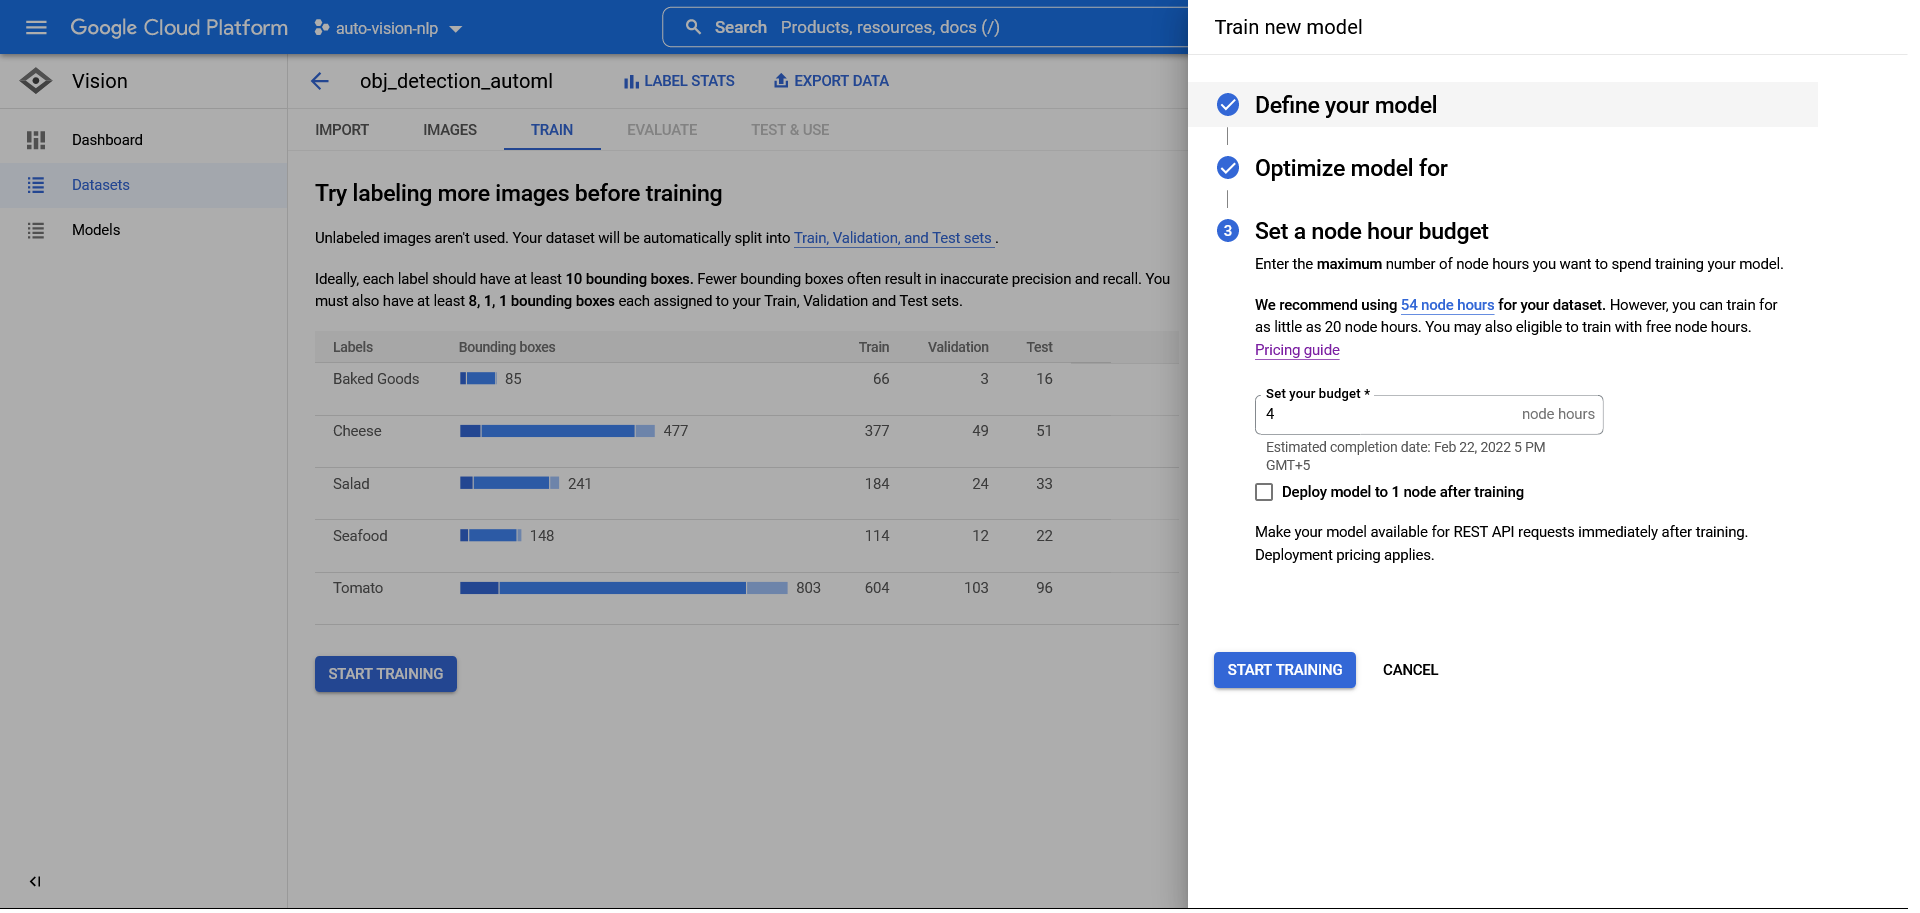 Google Cloud Platform
auto-vision-nlp
Search Products, resources, docs (/)
Train new model
Vision
obj_detection_automl
LABEL STATS
EXPORT DATA
Dashboard
Datasets
Models
IMPORT
IMAGES
TRAIN
EVALUATE
TEST & USE
Try labeling more images before training
Unlabeled images aren't used. Your dataset will be automatically split into Train, Validation, and Test sets .
Ideally, each label should have at least 10 bounding boxes. Fewer bounding boxes often result in inaccurate precision and recall. You
must also have at least 8, 1, 1 bounding boxes each assigned to your Train, Validation and Test sets.
Labels Bounding boxes Train Validation Test
Baked Goods 85 66 3 16
Cheese 477 377 49 51
Salad 241 184 24 33
Seafood 148 114 12 22
Tomato 803 604 103 96
START TRAINING
Define your model
Optimize model for
3 Set a node hour budget
Enter the maximum number of node hours you want to spend training your model.
We recommend using 54 node hours for your dataset. However, you can train for
as little as 20 node hours. You may also eligible to train with free node hours.
Pricing guide
Set your budget *
4 node hours
Estimated completion date: Feb 22, 2022 5 PM
GMT+5
Deploy model to 1 node after training
Make your model available for REST API requests immediately after training.
Deployment pricing applies.
START TRAINING
CANCEL